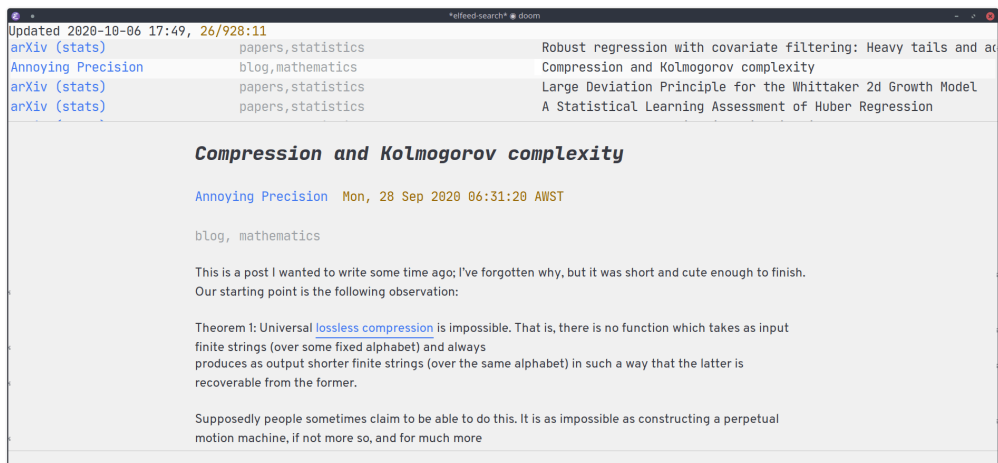 *elfeed-search* ◉ doom
Updated 2020-10-06 17:49, 26/928:11
arXiv (stats) papers,statistics Robust regression with covariate filtering: Heavy tails and
Annoying Precision blog,mathematics Compression and Kolmogorov complexity
arXiv (stats) papers,statistics Large Deviation Principle for the Whittaker 2d Growth Model
arXiv (stats) papers,statistics A Statistical Learning Assessment of Huber Regression
Compression and Kolmogorov complexity
Annoying Precision Mon, 28 Sep 2020 06:31:20 AWST
blog, mathematics
This is a post I wanted to write some time ago; I've forgotten why, but it was short and cute enough to finish.
Our starting point is the following observation:
Theorem 1: Universal lossless compression is impossible. That is, there is no function which takes as input
finite strings (over some fixed alphabet) and always
produces as output shorter finite strings (over the same alphabet) in such a way that the latter is
recoverable from the former.
Supposedly people sometimes claim to be able to do this. It is as impossible as constructing a perpetual
motion machine, if not more so, and for much more